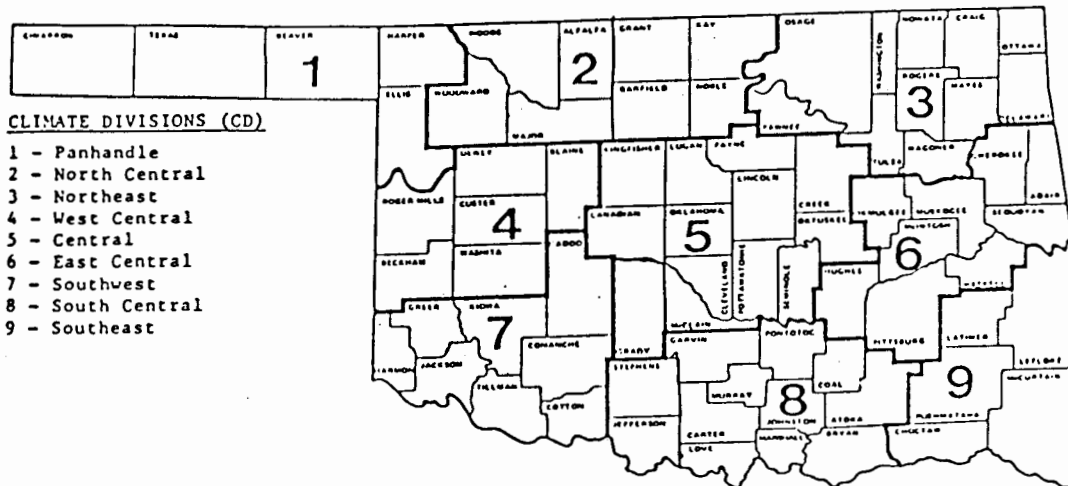 CIMARRON TEXAS BEAVER HARPER WOODS ALFALFA GRANT KAY OSAGE WASHINGTON NOWATA CRAIG OTTAWA
1 2 3
ELLIS WOODWARD MAJOR GARFIELD NOBLE PAWNEE ROGERS MAYES DELAWARE
CLIMATE DIVISIONS (CD)
1 - Panhandle
2 - North Central
3 - Northeast
4 - West Central
5 - Central
6 - East Central
7 - Southwest
8 - South Central
9 - Southeast
DEWEY BLAINE KINGFISHER LOGAN PAYNE TULSA WAGONER CHEROKEE
ROGER MILLS CUSTER CANADIAN OKLAHOMA LINCOLN CREEK OKMULGEE MUSKOGEE ADAIR
4 5 6
BECKHAM WASHITA CADDO CLEVELAND POTTAWATOMIE SEMINOLE OKFUSKEE HUGHES MCINTOSH SEQUOYAH HASKELL
GREER KIOWA MCCLAIN PONTOTOC PITTSBURG LATIMER LEFLORE
7 8 9
HARMON JACKSON COMANCHE GRADY GARVIN COAL MCCURTAIN
TILLMAN COTTON STEPHENS MURRAY JOHNSTON ATOKA PUSHMATAHA
JEFFERSON CARTER MARSHALL BRYAN CHOCTAW
LOVE